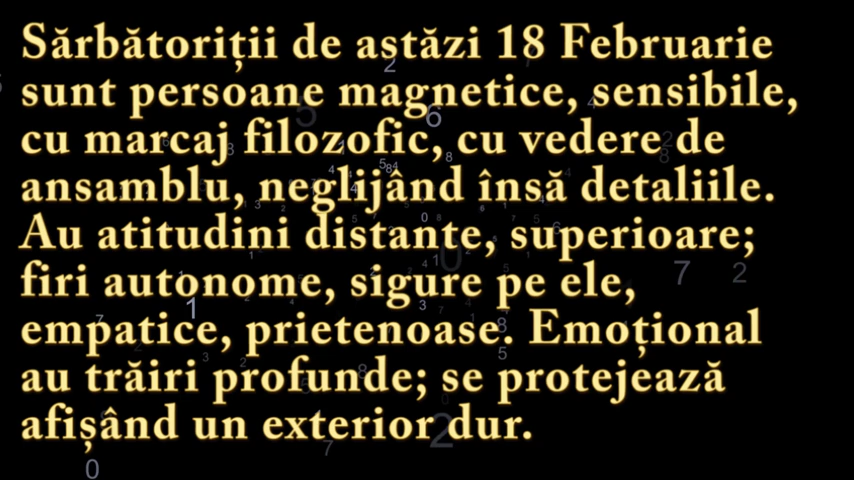 Sărbătoriții de astăzi 18 Februarie
sunt persoane magnetice, sensibile,
cu marcaj filozofic, cu vedere de
ansamblu, neglijând însă detaliile.
Au atitudini distante, superioare;
firi autonome, sigure pe ele,
empatice, prietenoase. Emoțional
au trăiri profunde; se protejează
afișând un exterior dur.